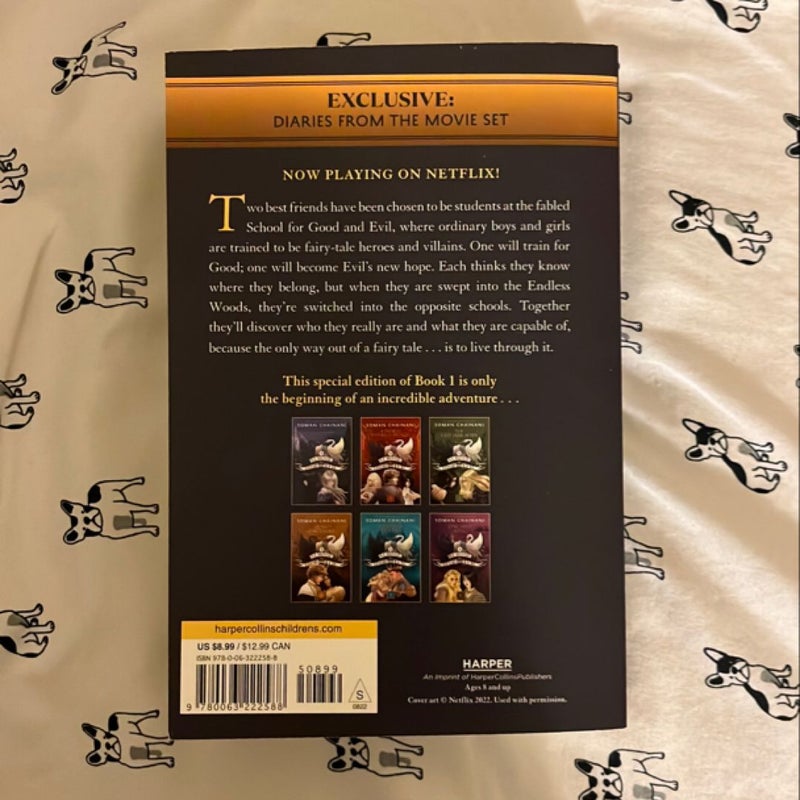 EXCLUSIVE:
DIARIES FROM THE MOVIE SET
NOW PLAYING ON NETFLIX!
Two best friends have been chosen to be students at the fabled
School for Good and Evil, where ordinary boys and girls
are trained to be fairy-tale heroes and villains. One will train for
Good; one will become Evil's new hope. Each thinks they know
where they belong, but when they are swept into the Endless
Woods, they're switched into the opposite schools. Together
they'll discover who they really are and what they are capable of,
because the only way out of a fairy tale . . . is to live through it.
This special edition of Book 1 is only
the beginning of an incredible adventure . . .
SOMAN CHAINANI SOMAN CHAINANI SOMAN CHAINANI
SOMAN CHAINANI SOMAN CHAINANI SOMAN CHAINANI
harpercollinschildrens.com
US $8.99 / $12.99 CAN
ISBN 978-0-06-322258-8
50899
S
0822
9 780063 222588
HARPER
An Imprint of HarperCollinsPublishers
Ages 8 and up
Cover art © Netflix 2022. Used with permission.